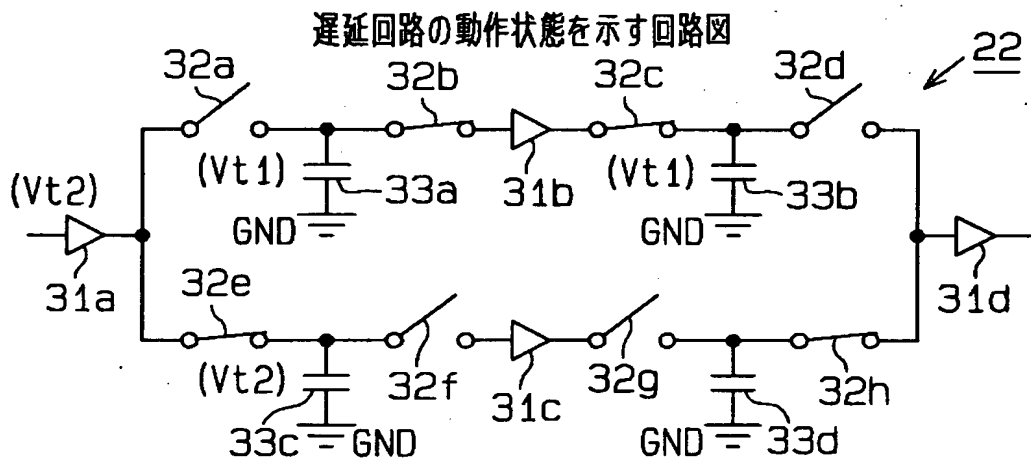 遅延回路の動作状態を示す回路図
22
32a
32b
32c
32d
(Vt2)
(Vt1)
33a
31b
(Vt1)
33b
GND
GND
31a
32e
31d
(Vt2)
32f
32g
32h
33c
GND
31c
GND
33d